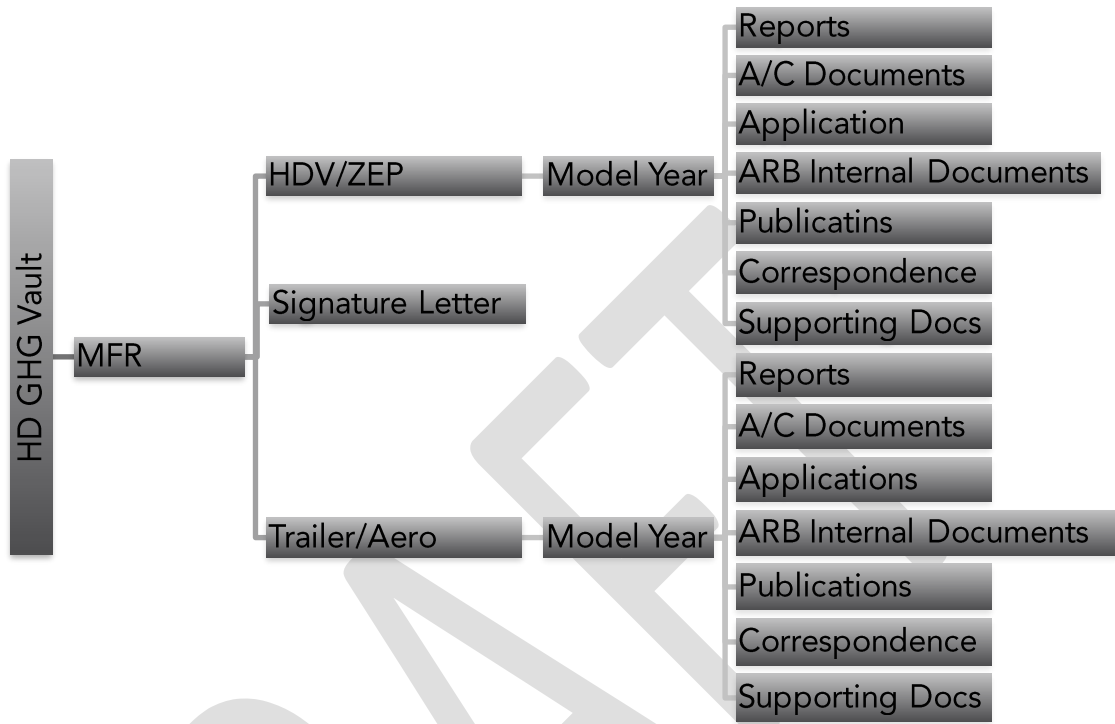 HD GHG Vault
MFR
HDV/ZEP
Model Year
Reports
A/C Documents
Application
ARB Internal Documents
Publicatins
Correspondence
Supporting Docs
Signature Letter
Trailer/Aero
Model Year
Reports
A/C Documents
Applications
ARB Internal Documents
Publications
Correspondence
Supporting Docs
DRAFT